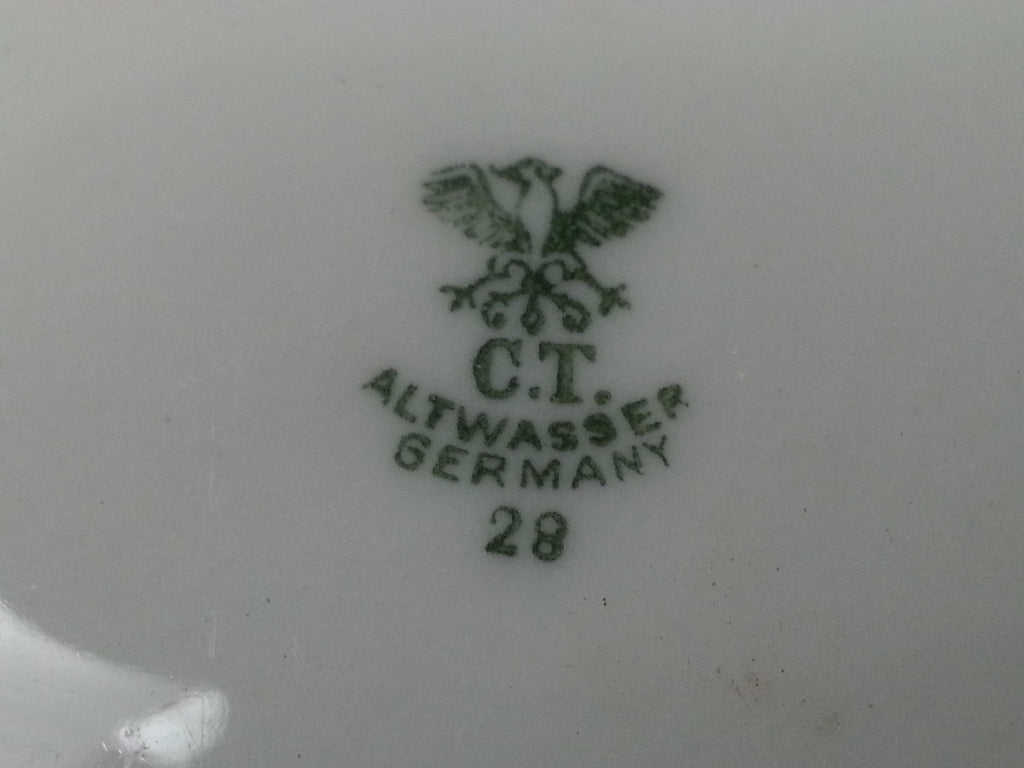 C.T.
ALTWASSER
GERMANY
28